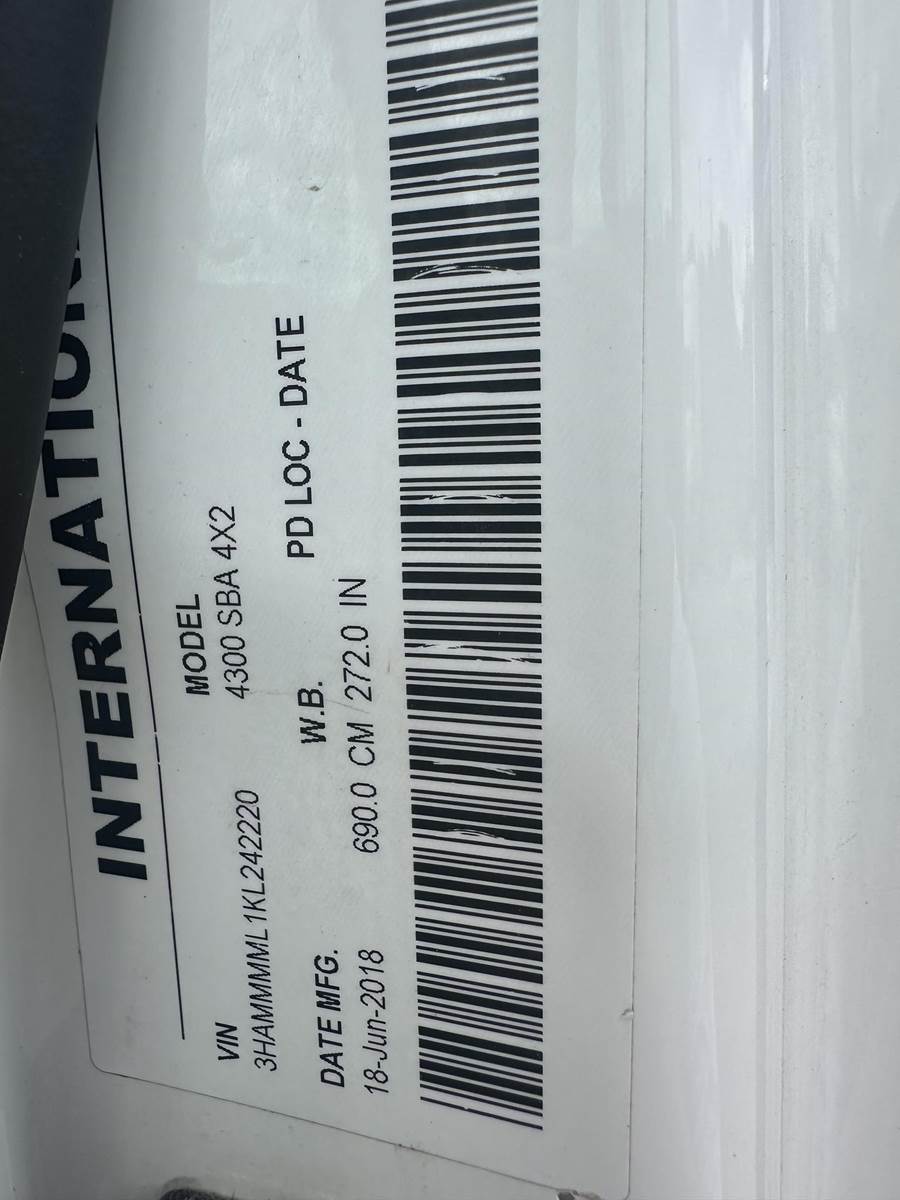 INTERNATION
VIN MODEL
3HAMMMML1KL242220 4300 SBA 4X2
DATE MFG. W.B. PD LOC - DATE
18-Jun-2018 690.0 CM / 272.0 IN